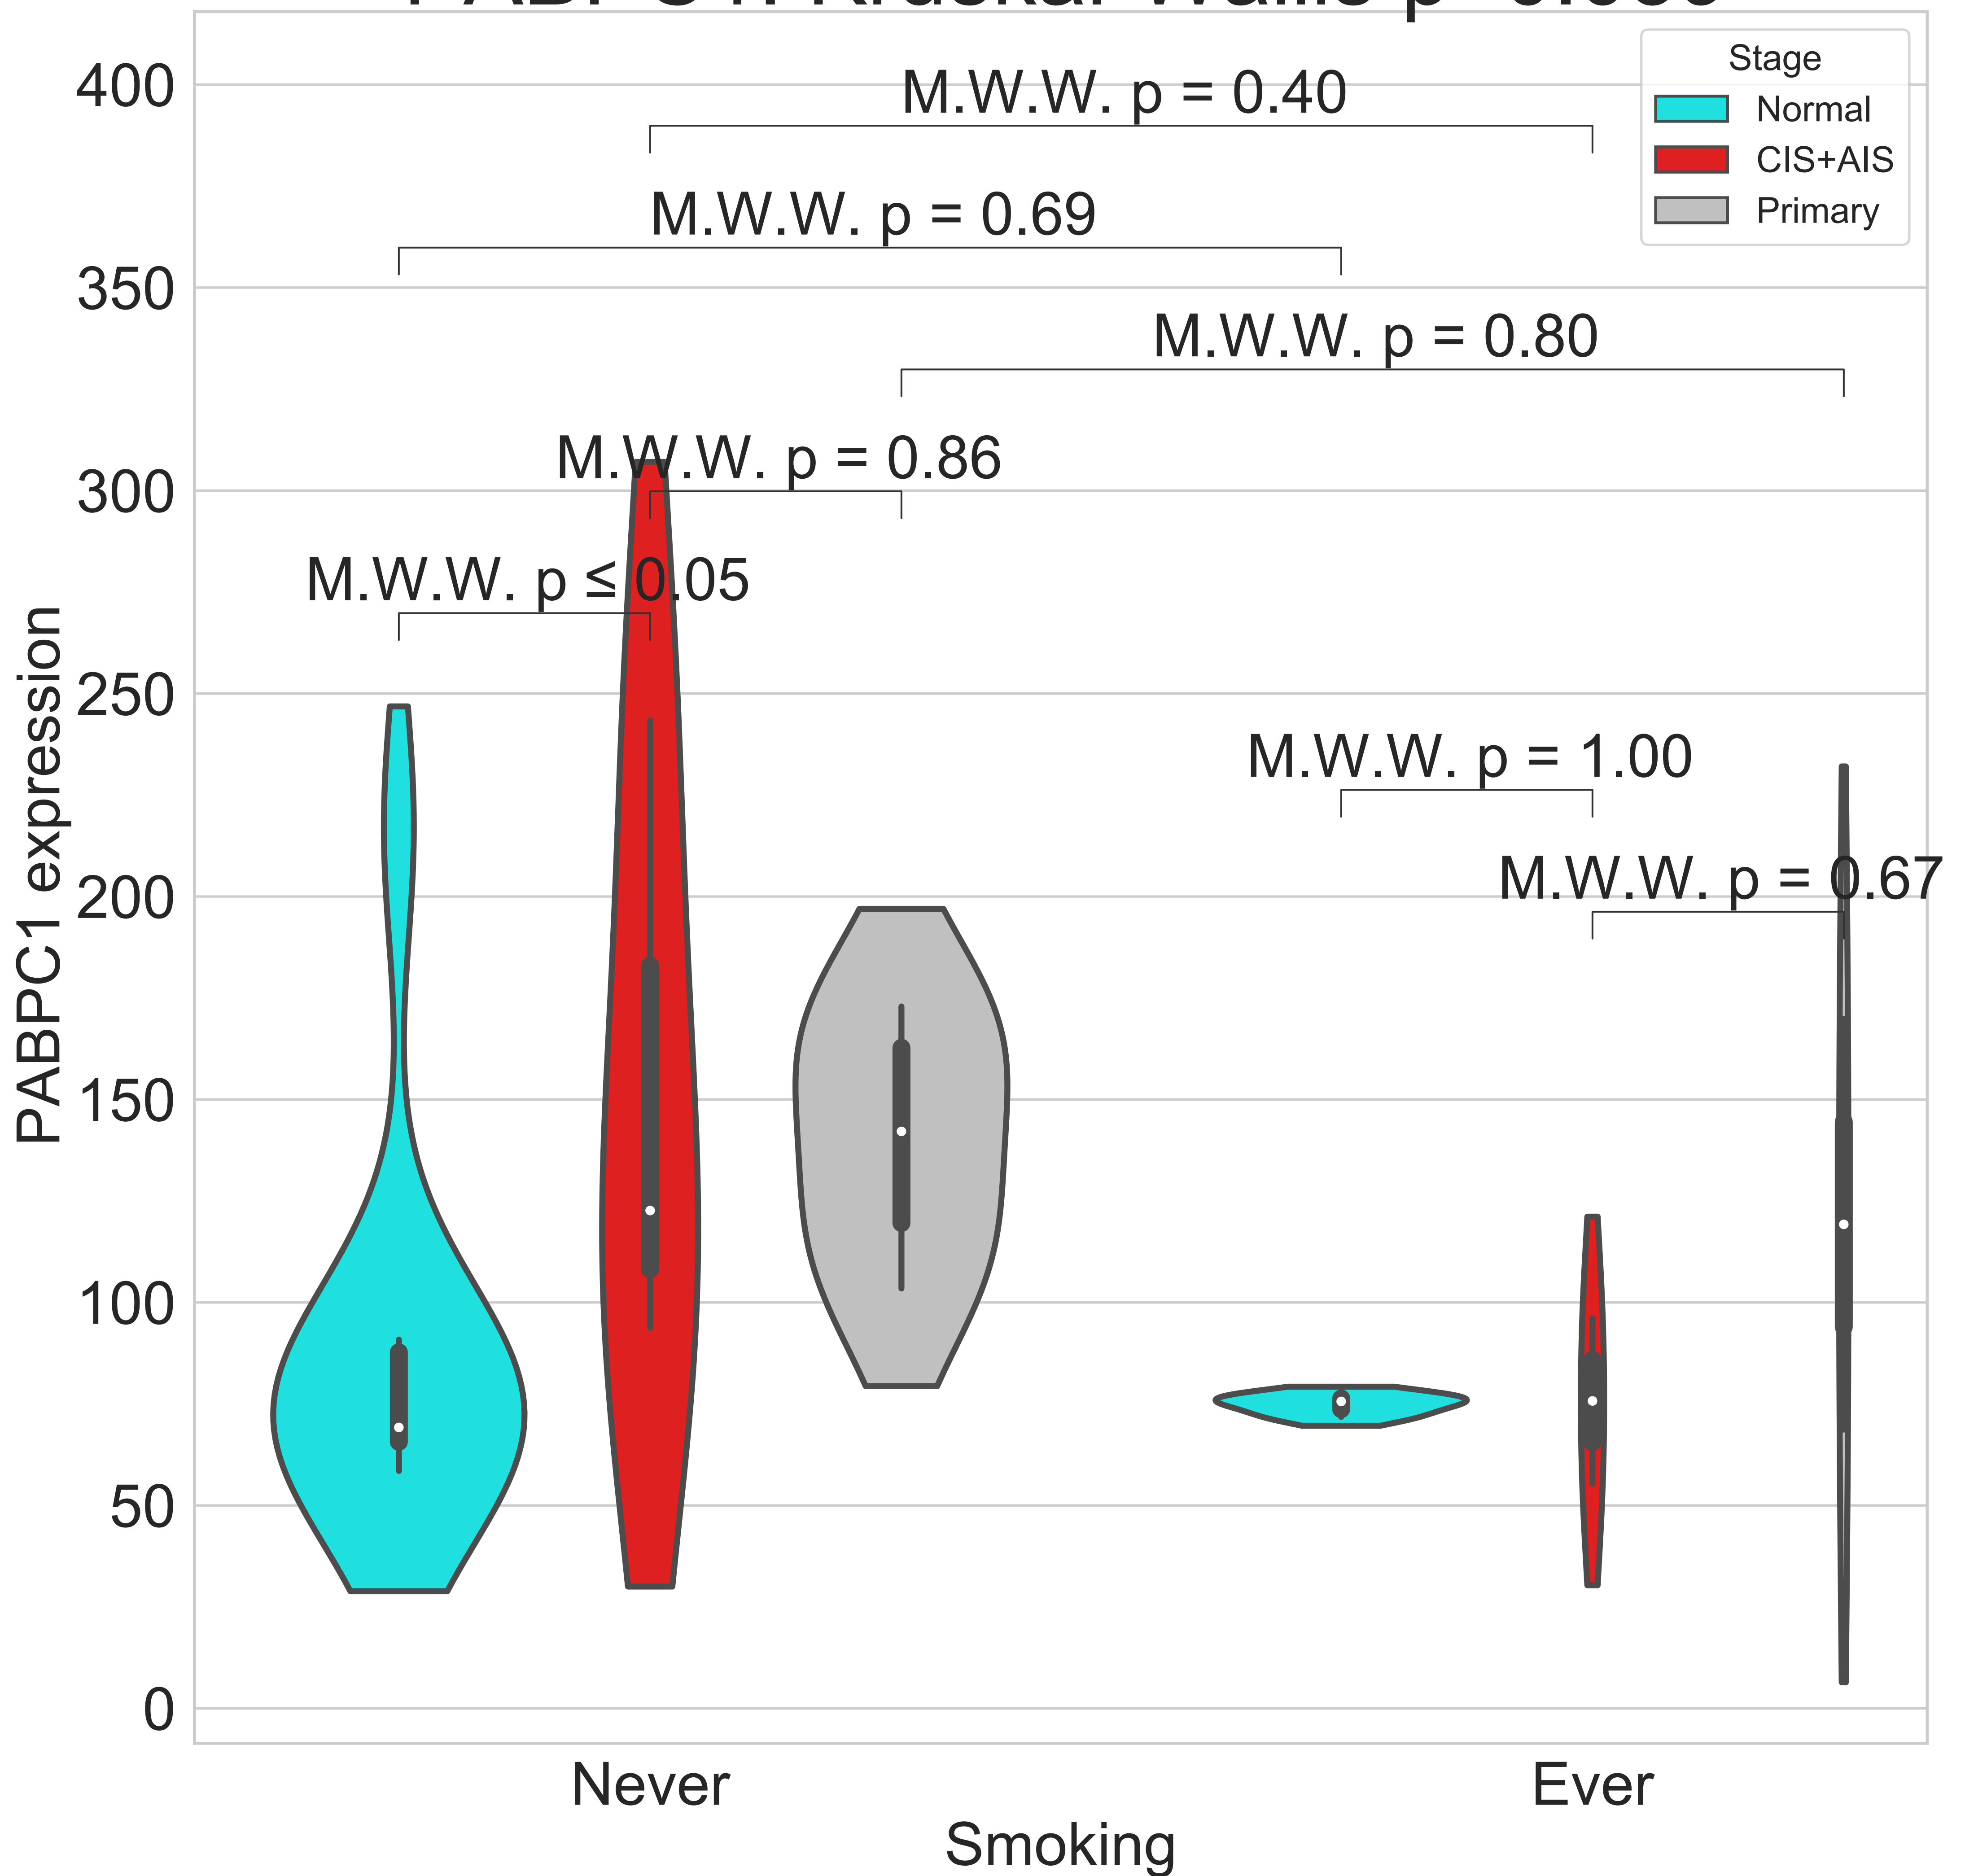 400
350
300
250
200
150
100
50
0
PABPC1 expression
M.W.W. p = 0.40
M.W.W. p = 0.69
M.W.W. p = 0.80
M.W.W. p = 0.86
M.W.W. p ≤ 0.05
M.W.W. p = 1.00
M.W.W. p = 0.67
Stage
Normal
CIS+AIS
Primary
Never
Ever
Smoking